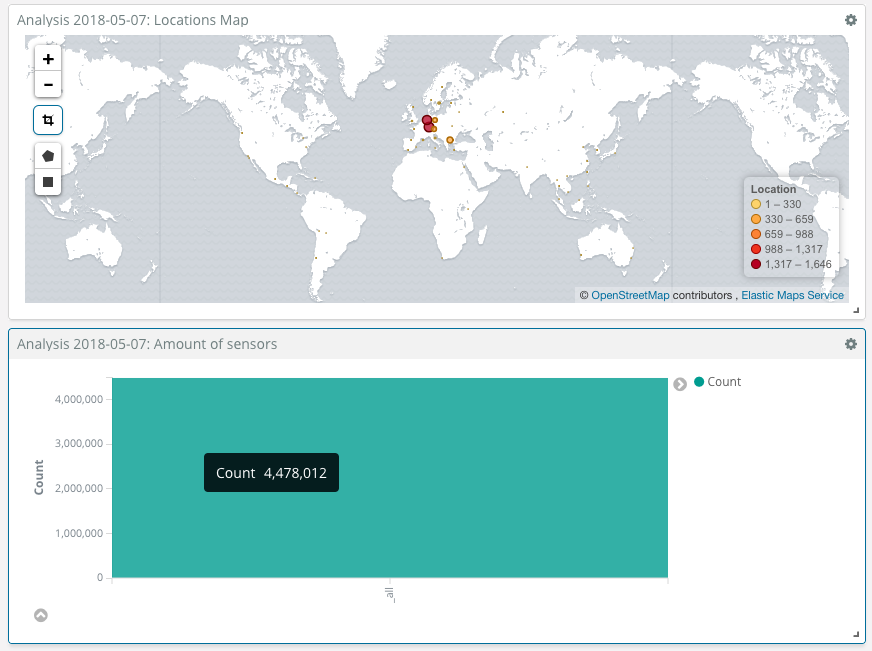 Analysis 2018-05-07: Locations Map
+
−
Location
1 – 330
330 – 659
659 – 988
988 – 1,317
1,317 – 1,646
© OpenStreetMap contributors , Elastic Maps Service
Analysis 2018-05-07: Amount of sensors
Count
4,000,000
3,000,000
2,000,000
1,000,000
0
Count
Count 4,478,012
_all